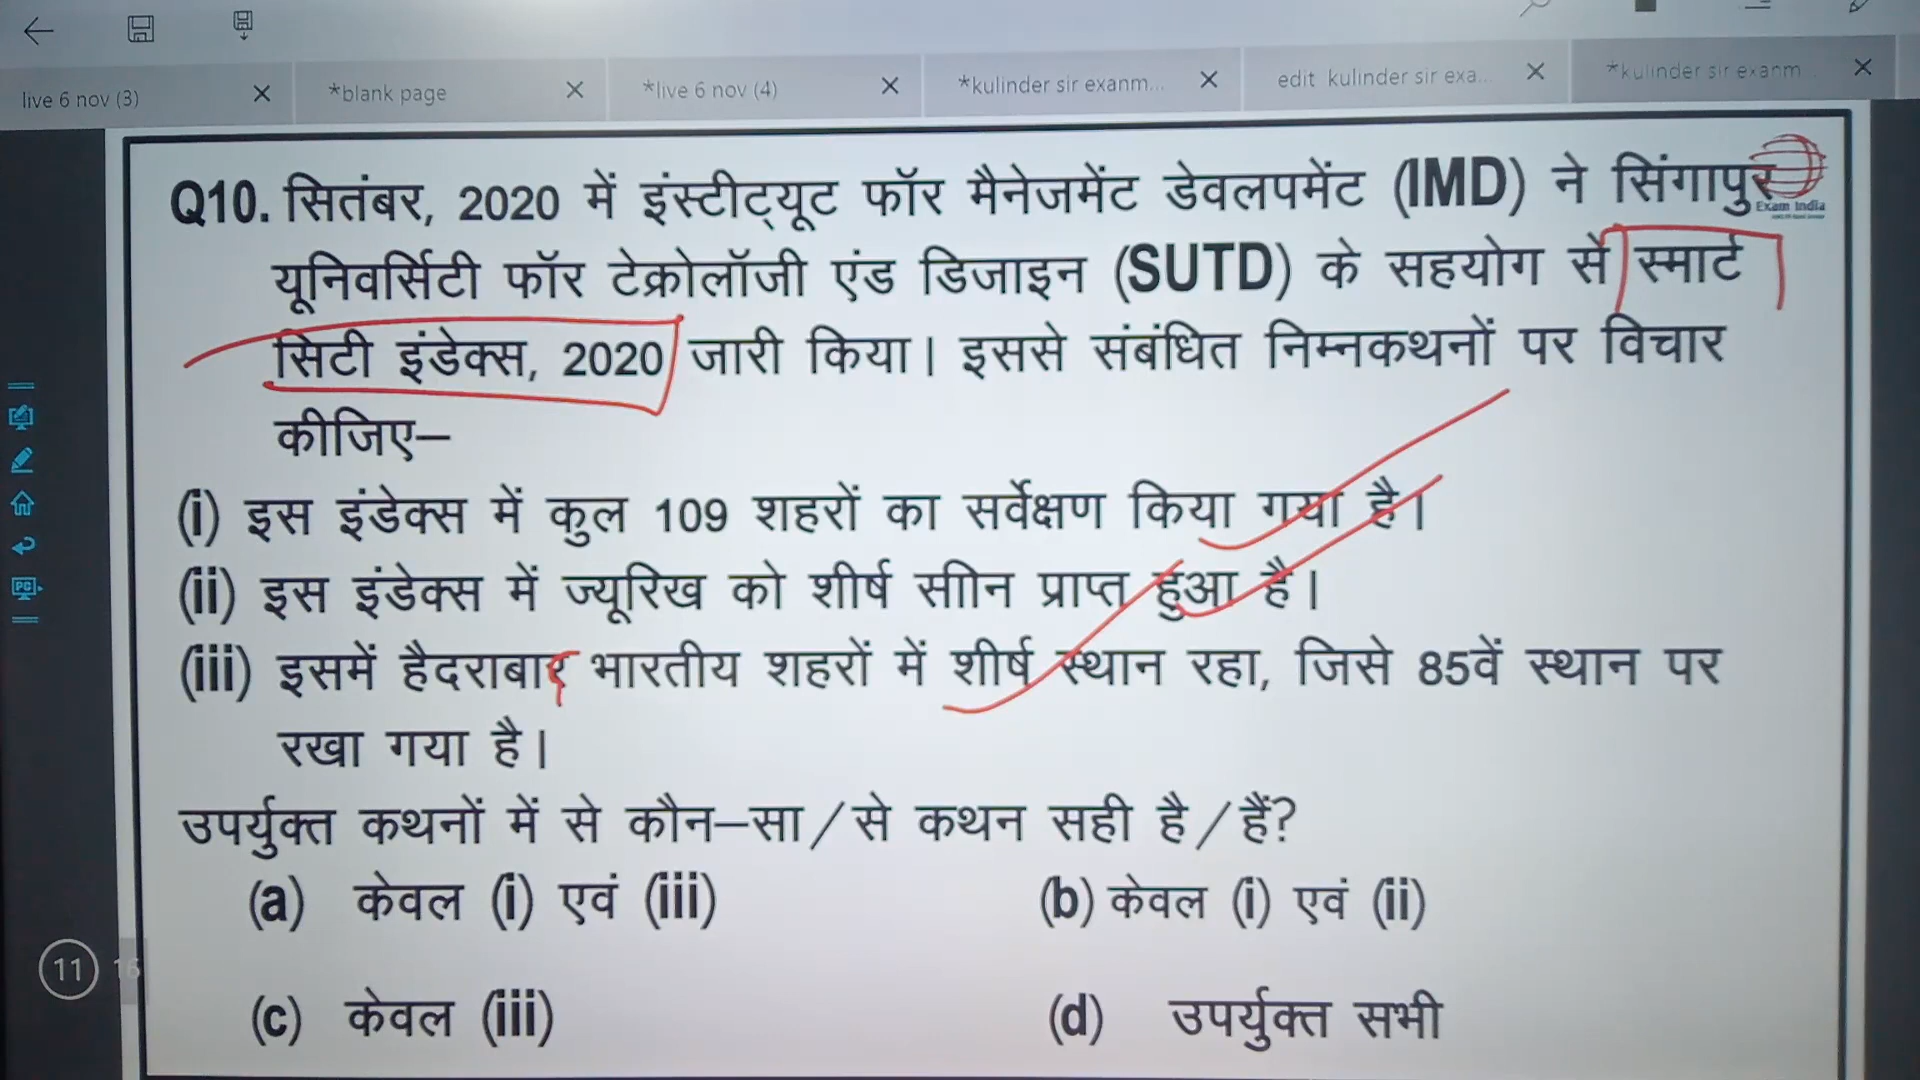 live 6 nov (3)
*blank page
*live 6 nov (4)
*kulinder sir exanm...
edit kulinder sir exa...
*kulinder sir exanm
Exam India
Q10. सितंबर, 2020 में इंस्टीट्यूट फॉर मैनेजमेंट डेवलपमेंट (IMD) ने सिंगापुर
यूनिवर्सिटी फॉर टेक्रोलॉजी एंड डिजाइन (SUTD) के सहयोग से स्मार्ट
सिटी इंडेक्स, 2020 जारी किया। इससे संबंधित निम्नकथनों पर विचार
कीजिए–
(i) इस इंडेक्स में कुल 109 शहरों का सर्वेक्षण किया गया है।
(ii) इस इंडेक्स में ज्यूरिख को शीर्ष सीान प्राप्त हुआ है।
(iii) इसमें हैदराबार भारतीय शहरों में शीर्ष स्थान रहा, जिसे 85वें स्थान पर
रखा गया है।
उपर्युक्त कथनों में से कौन–सा/से कथन सही है/हैं?
(a) केवल (i) एवं (iii)
(b) केवल (i) एवं (ii)
(c) केवल (iii)
(d) उपर्युक्त सभी
11 16